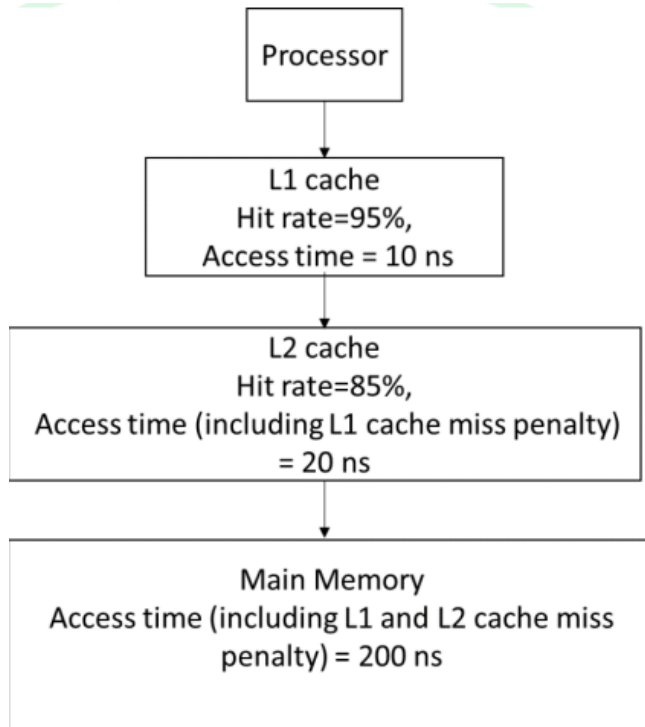 Processor
L1 cache
Hit rate=95%,
Access time = 10 ns
L2 cache
Hit rate=85%,
Access time (including L1 cache miss penalty)
= 20 ns
Main Memory
Access time (including L1 and L2 cache miss
penalty) = 200 ns